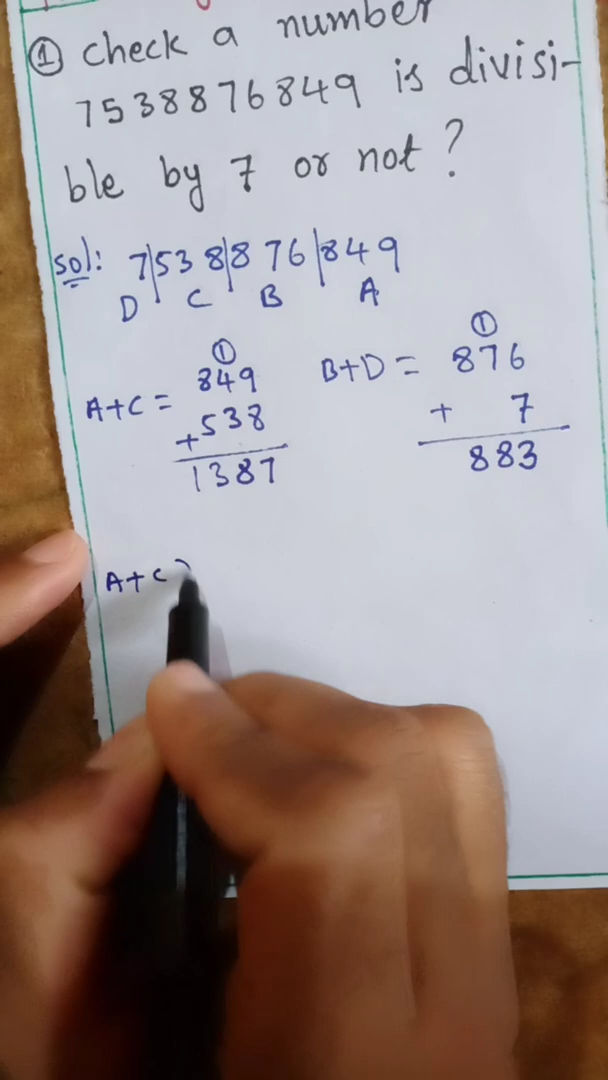 ① Check a number
7538876849 is divisi-
ble by 7 or not?
Sol: 7|538|876|849
D C B A
① ①
A+C = 849 B+D = 876
+538 + 7
1387 883
A+C